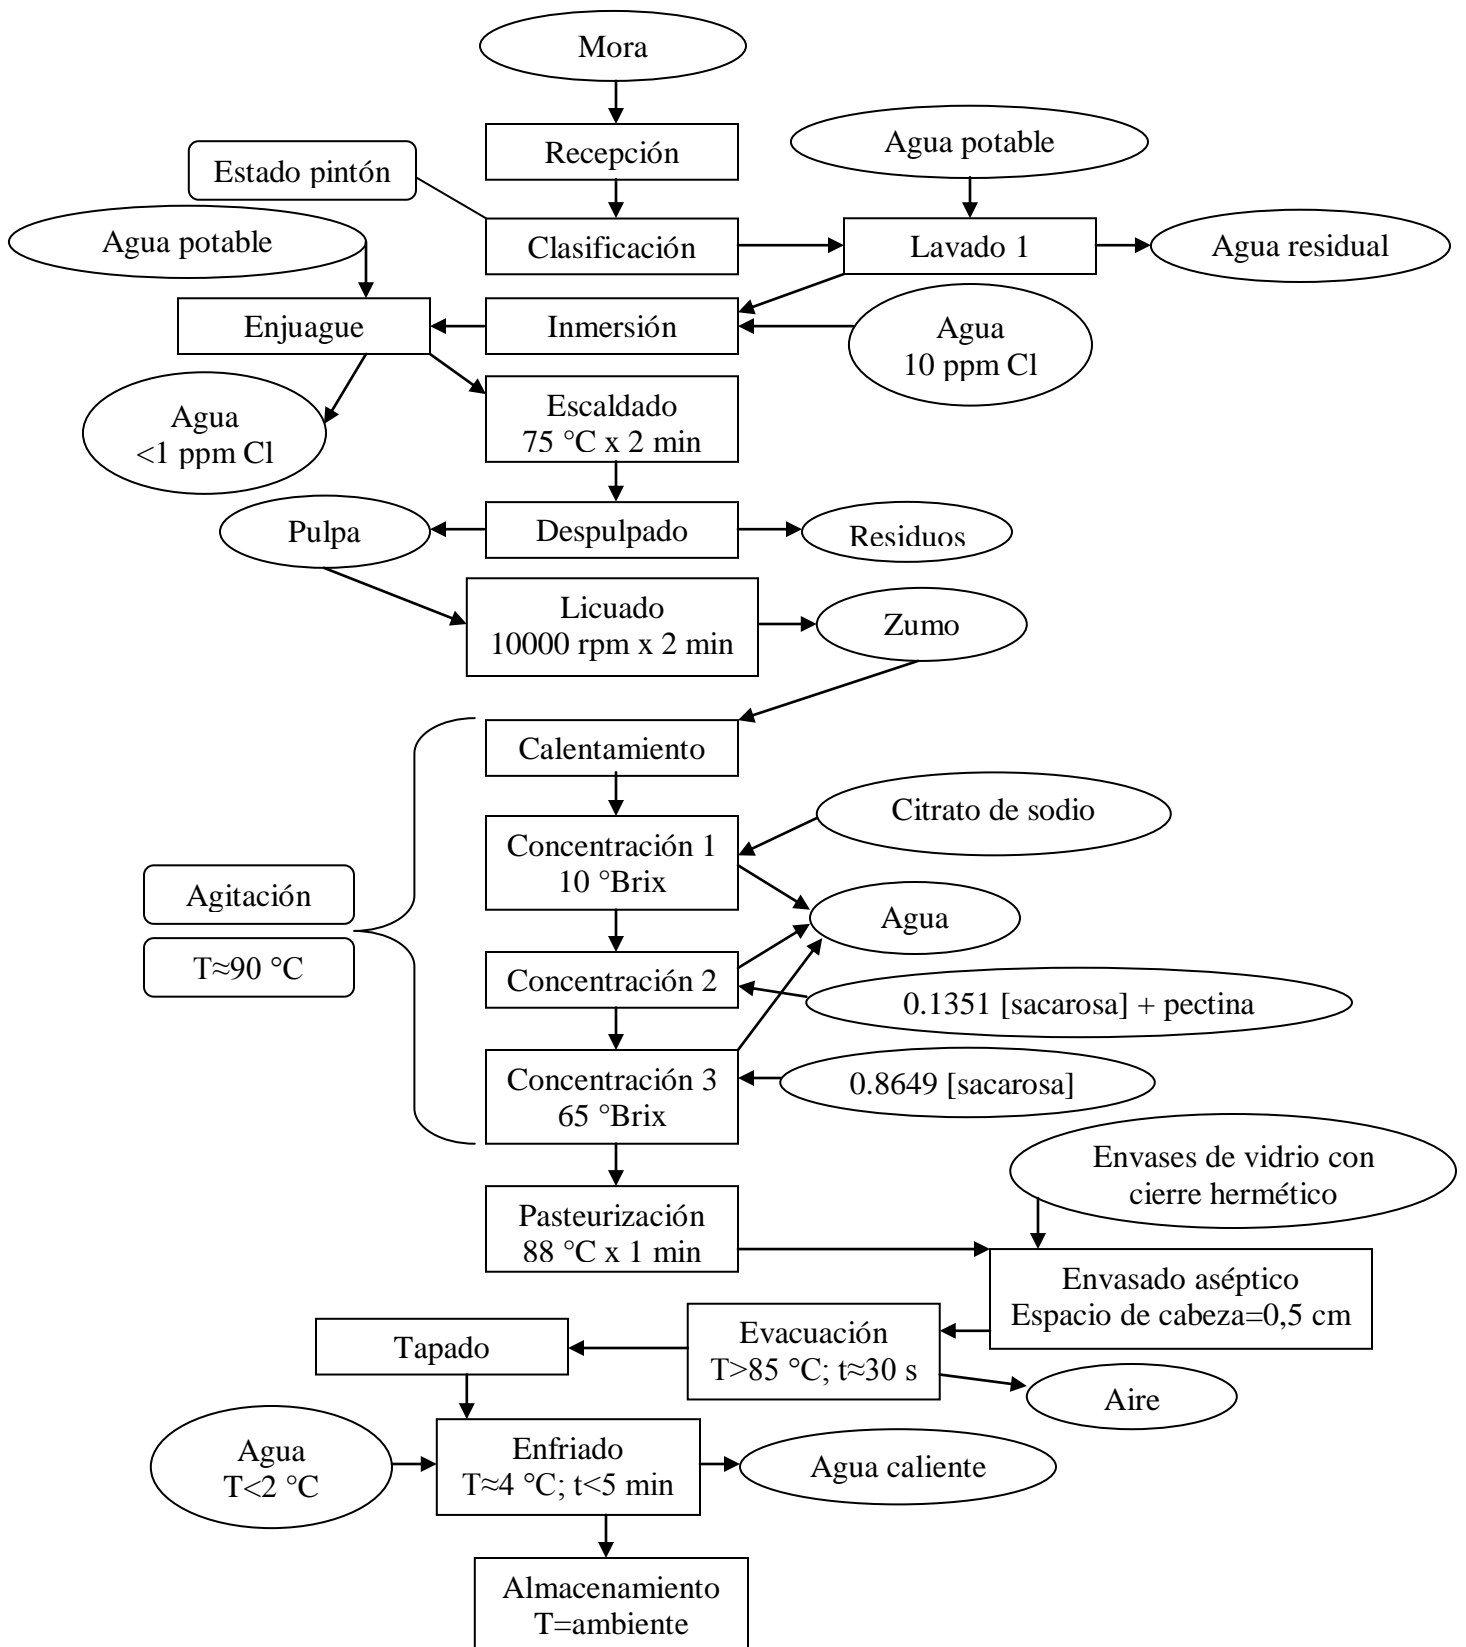 Mora
Recepción
Agua potable
Estado pintón
Clasificación
Lavado 1
Agua residual
Agua potable
Enjuague
Inmersión
Agua
10 ppm Cl
Agua
<1 ppm Cl
Escaldado
75 °C x 2 min
Pulpa
Despulpado
Residuos
Licuado
10000 rpm x 2 min
Zumo
Calentamiento
Concentración 1
10 °Brix
Citrato de sodio
Agitación
T≈90 °C
Agua
Concentración 2
0.1351 [sacarosa] + pectina
Concentración 3
65 °Brix
0.8649 [sacarosa]
Envases de vidrio con
cierre hermético
Pasteurización
88 °C x 1 min
Envasado aséptico
Espacio de cabeza=0,5 cm
Evacuación
T>85 °C; t≈30 s
Tapado
Aire
Agua
T<2 °C
Enfriado
T≈4 °C; t<5 min
Agua caliente
Almacenamiento
T=ambiente